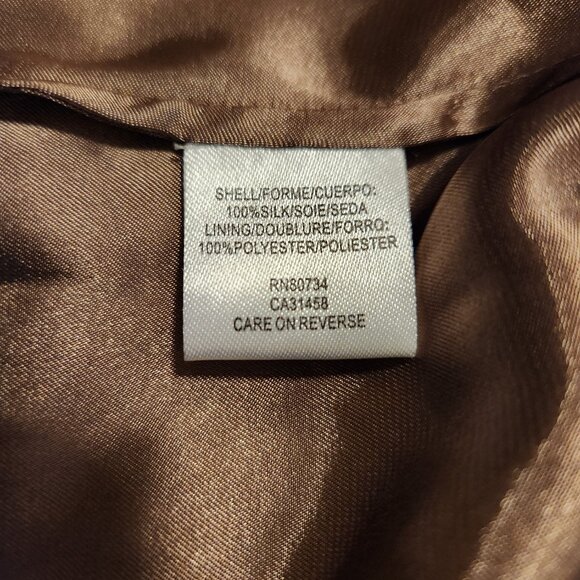 SHELL/FORME/CUERPO:
100%SILK/SOIE/SEDA
LINING/DOUBLURE/FORRO:
100%POLYESTER/POLIESTER
RN80734
CA31458
CARE ON REVERSE